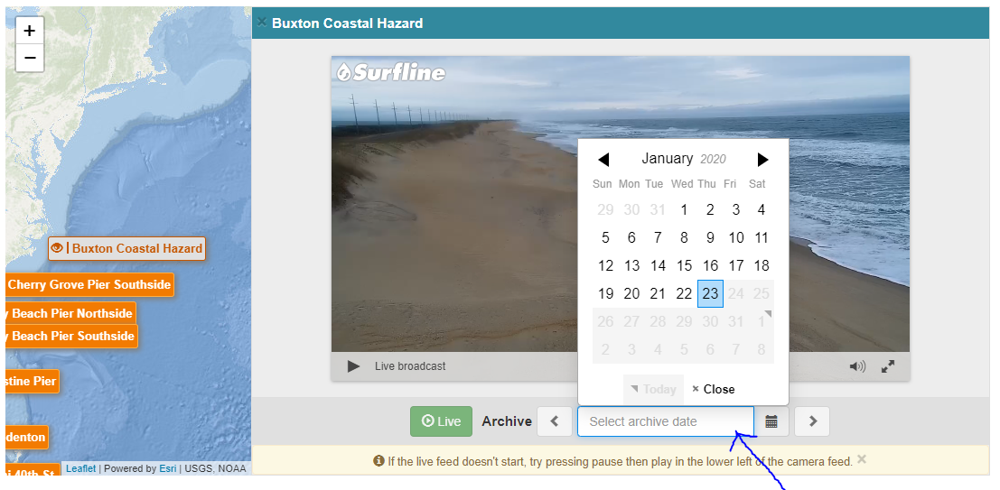 +
−
× Buxton Coastal Hazard
Surfline
| Buxton Coastal Hazard
Cherry Grove Pier Southside
y Beach Pier Northside
y Beach Pier Southside
stine Pier
denton
Leaflet | Powered by Esri | USGS, NOAA
January 2020
Sun Mon Tue Wed Thu Fri Sat
29 30 31 1 2 3 4
5 6 7 8 9 10 11
12 13 14 15 16 17 18
19 20 21 22 23 24 25
26 27 28 29 30 31 1
2 3 4 5 6 7 8
Today × Close
Live broadcast
Live Archive Select archive date
If the live feed doesn't start, try pressing pause then play in the lower left of the camera feed. ×